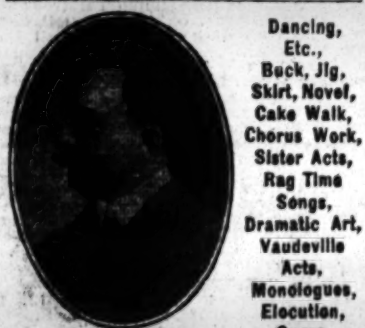 Dancing,
Etc.,
Buck, Jig,
Skirt, Novel,
Cake Walk,
Chorus Work,
Sister Acts,
Rag Time
Songs,
Dramatic Art,
Vaudeville
Acts,
Monologues,
Elocution,